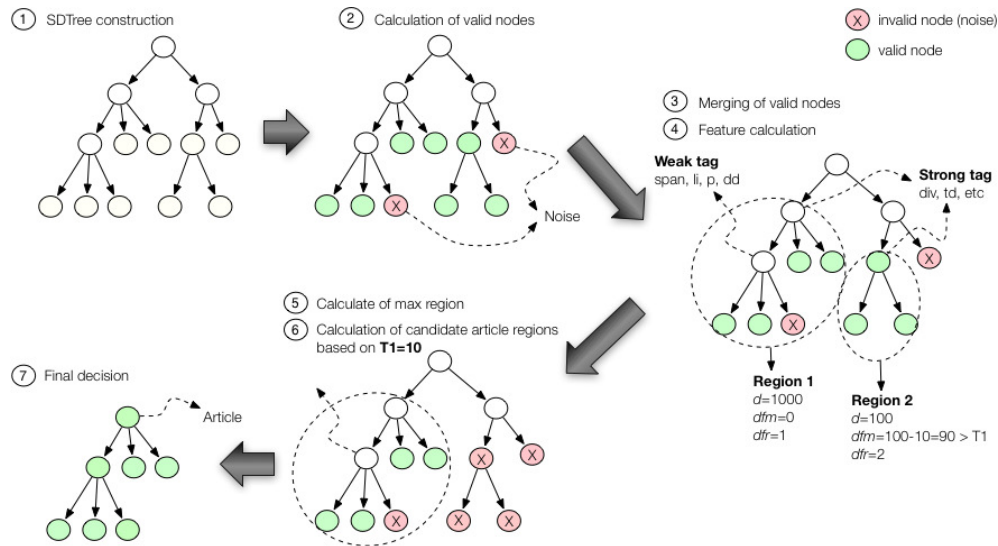 1 SDTree construction
2 Calculation of valid nodes
X invalid node (noise)
valid node
X
X
Noise
3 Merging of valid nodes
4 Feature calculation
Weak tag
span, li, p, dd
Strong tag
div, td, etc
X
X
Region 1
d=1000
dfm=0
dfr=1
Region 2
d=100
dfm=100-10=90 > T1
dfr=2
5 Calculate of max region
6 Calculation of candidate article regions
based on T1=10
X
X
X
X
X
7 Final decision
Article